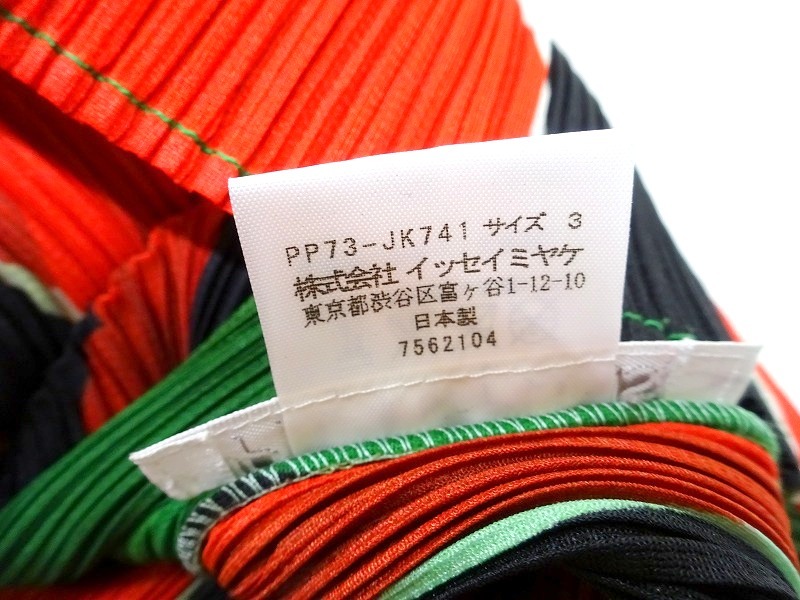 PP73-JK741 サイズ 3
株式会社 イッセイミヤケ
東京都渋谷区富ヶ谷1-12-10
日本製
7562104